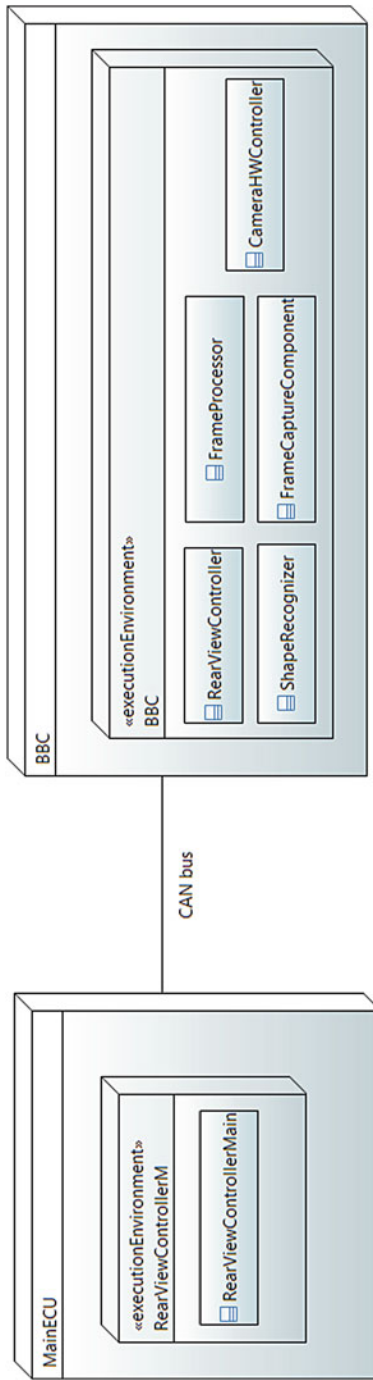 MainECU
«executionEnvironment»
RearViewControllerM
RearViewControllerMain
CAN bus
BBC
«executionEnvironment»
BBC
RearViewController
FrameProcessor
ShapeRecognizer
FrameCaptureComponent
CameraHWController